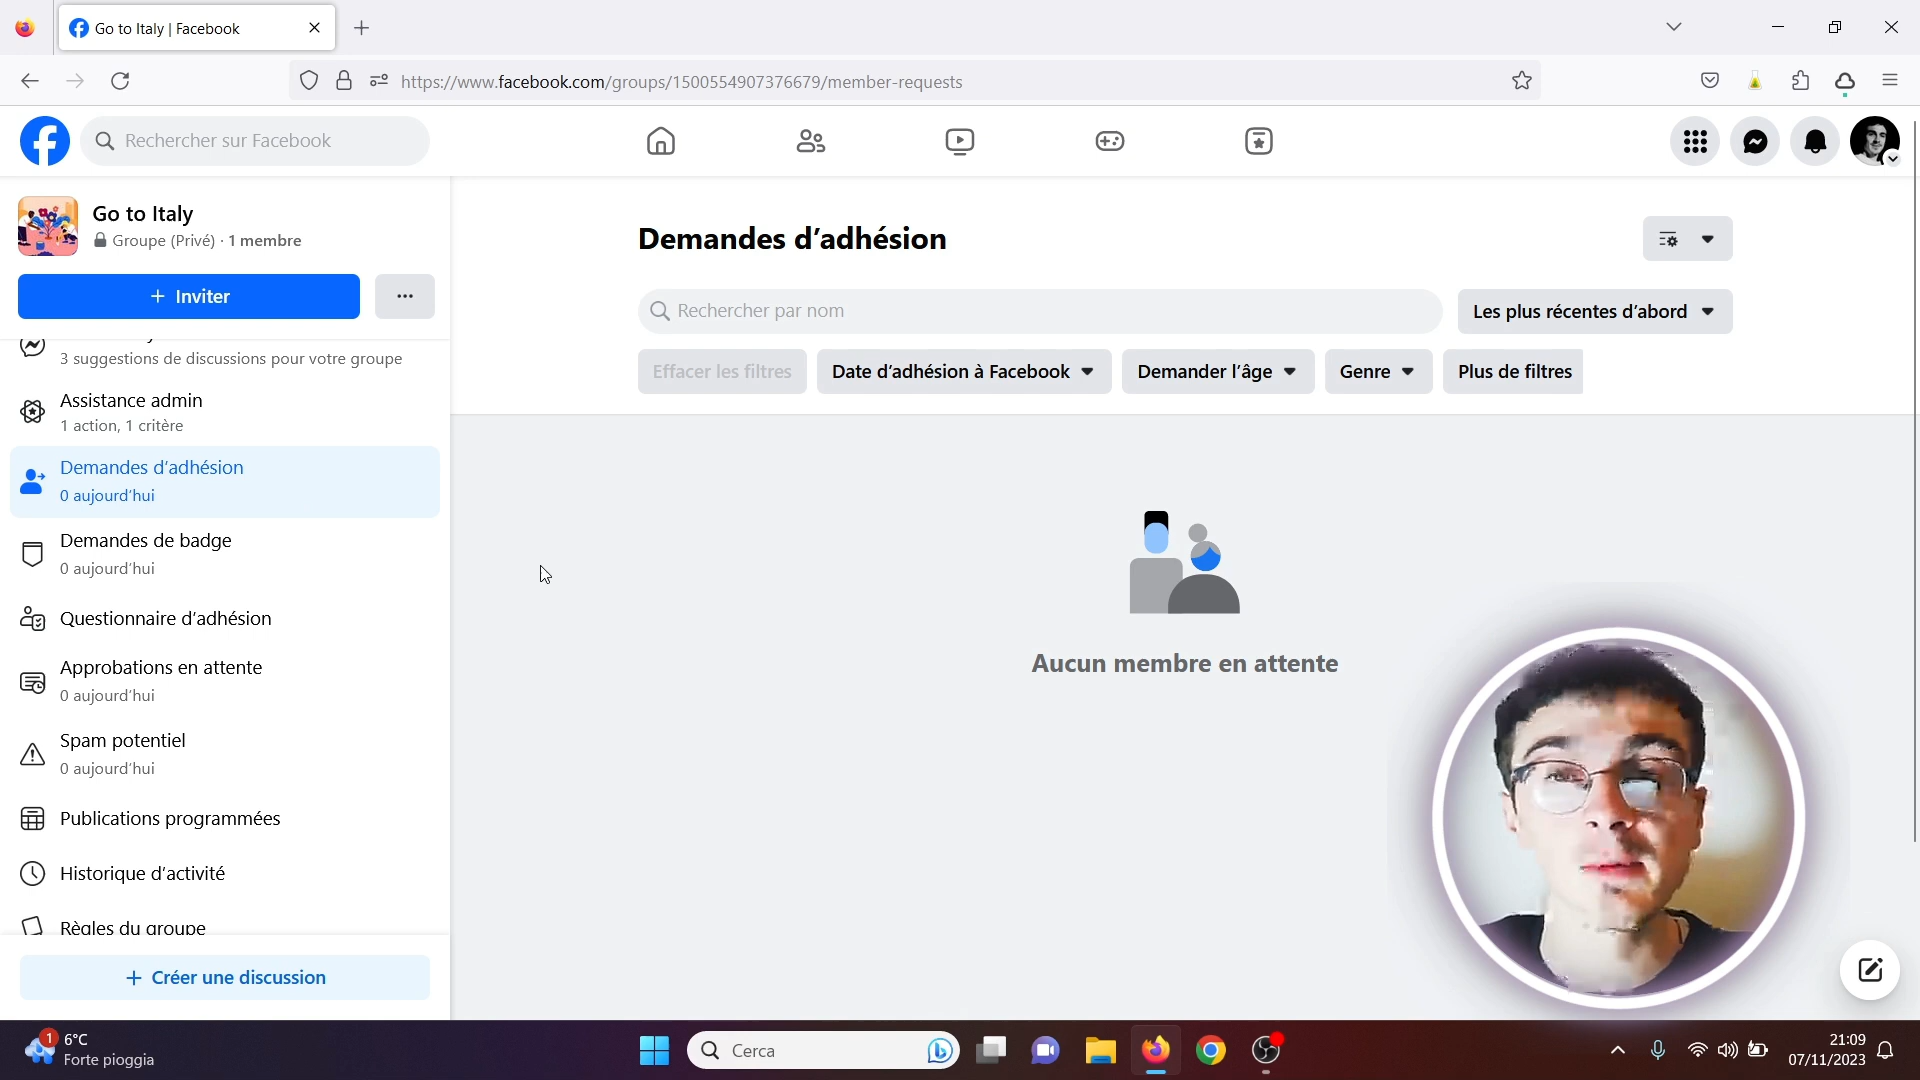 Go to Italy | Facebook
https://www.facebook.com/groups/1500554907376679/member-requests
Rechercher sur Facebook
Go to Italy
Groupe (Privé) · 1 membre
+ Inviter
3 suggestions de discussions pour votre groupe
Assistance admin
1 action, 1 critère
Demandes d’adhésion
0 aujourd’hui
Demandes de badge
0 aujourd’hui
Questionnaire d’adhésion
Approbations en attente
0 aujourd’hui
Spam potentiel
0 aujourd’hui
Publications programmées
Historique d’activité
Règles du groupe
+ Créer une discussion
Demandes d’adhésion
Rechercher par nom
Les plus récentes d’abord
Effacer les filtres
Date d’adhésion à Facebook
Demander l’âge
Genre
Plus de filtres
Aucun membre en attente
1
6°C
Forte pioggia
Cerca
21:09
07/11/2023